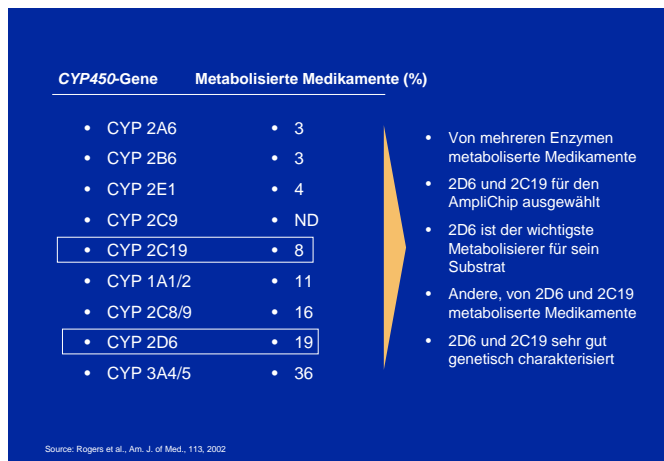 CYP450-Gene Metabolisierte Medikamente (%)
• CYP 2A6 • 3
• CYP 2B6 • 3
• CYP 2E1 • 4
• CYP 2C9 • ND
• CYP 2C19 • 8
• CYP 1A1/2 • 11
• CYP 2C8/9 • 16
• CYP 2D6 • 19
• CYP 3A4/5 • 36
• Von mehreren Enzymen
metaboliserte Medikamente
• 2D6 und 2C19 für den
AmpliChip ausgewählt
• 2D6 ist der wichtigste
Metabolisierer für sein
Substrat
• Andere, von 2D6 und 2C19
metaboliserte Medikamente
• 2D6 und 2C19 sehr gut
genetisch charakterisiert
Source: Rogers et al., Am. J. of Med., 113, 2002